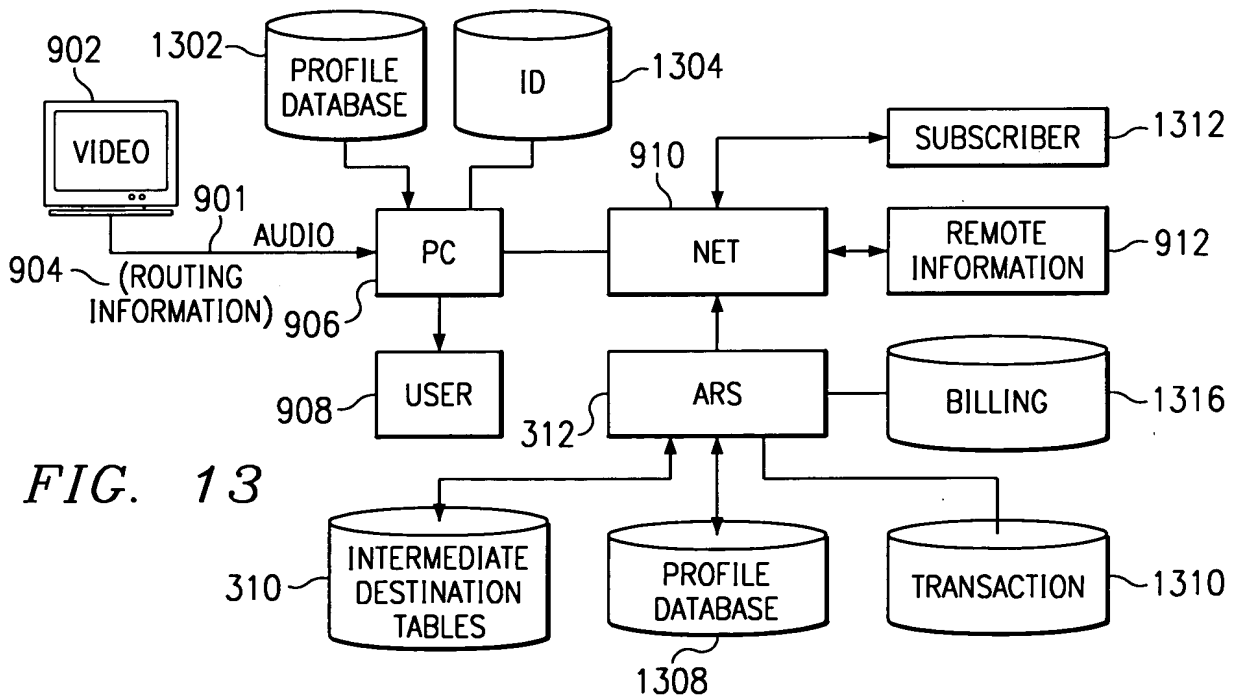 902
1302
PROFILE
DATABASE
ID
1304
VIDEO
901
AUDIO
904
(ROUTING
INFORMATION)
PC
906
910
NET
SUBSCRIBER
1312
REMOTE
INFORMATION
912
USER
908
ARS
312
BILLING
1316
FIG. 13
310
INTERMEDIATE
DESTINATION
TABLES
PROFILE
DATABASE
1308
TRANSACTION
1310